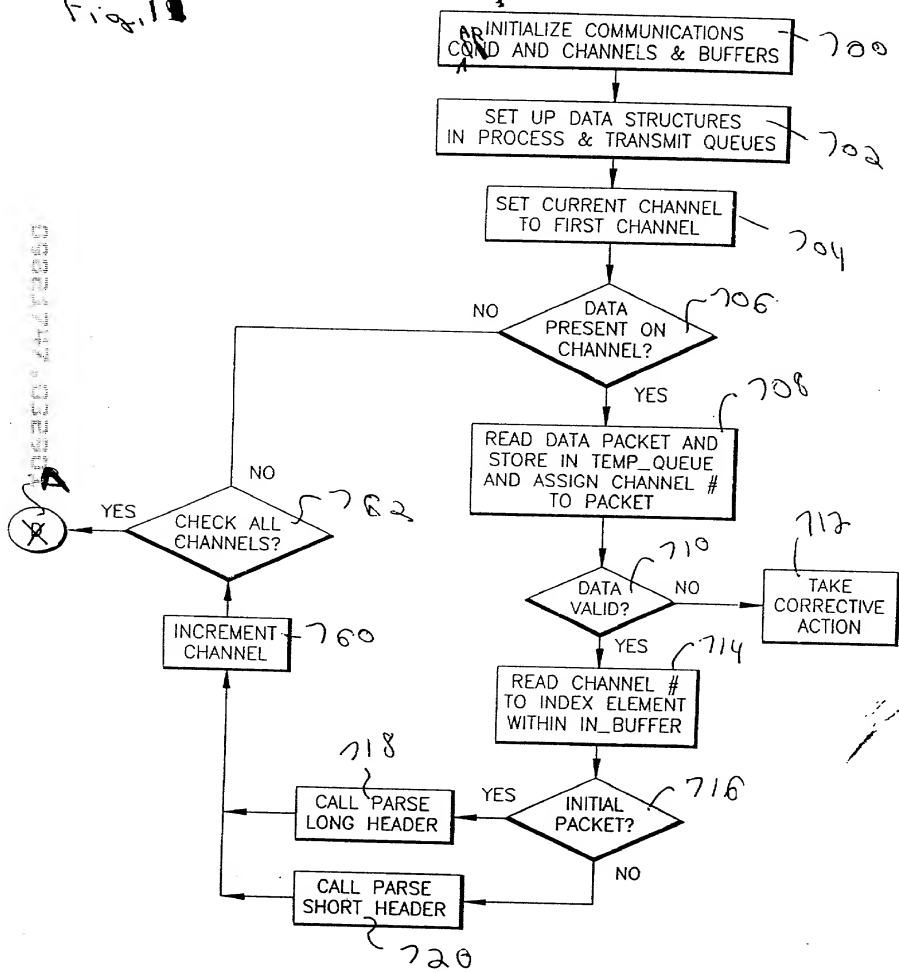 Fig. 11
INITIALIZE COMMUNICATIONS
CARD AND CHANNELS & BUFFERS
700
SET UP DATA STRUCTURES
IN PROCESS & TRANSMIT QUEUES
702
SET CURRENT CHANNEL
TO FIRST CHANNEL
704
DATA
PRESENT ON
CHANNEL?
706
NO
YES
READ DATA PACKET AND
STORE IN TEMP_QUEUE
AND ASSIGN CHANNEL #
TO PACKET
708
DATA
VALID?
710
NO
TAKE
CORRECTIVE
ACTION
712
YES
READ CHANNEL #
TO INDEX ELEMENT
WITHIN IN_BUFFER
714
INITIAL
PACKET?
716
YES
NO
CALL PARSE
LONG HEADER
718
CALL PARSE
SHORT HEADER
720
INCREMENT
CHANNEL
760
CHECK ALL
CHANNELS?
762
NO
YES
A